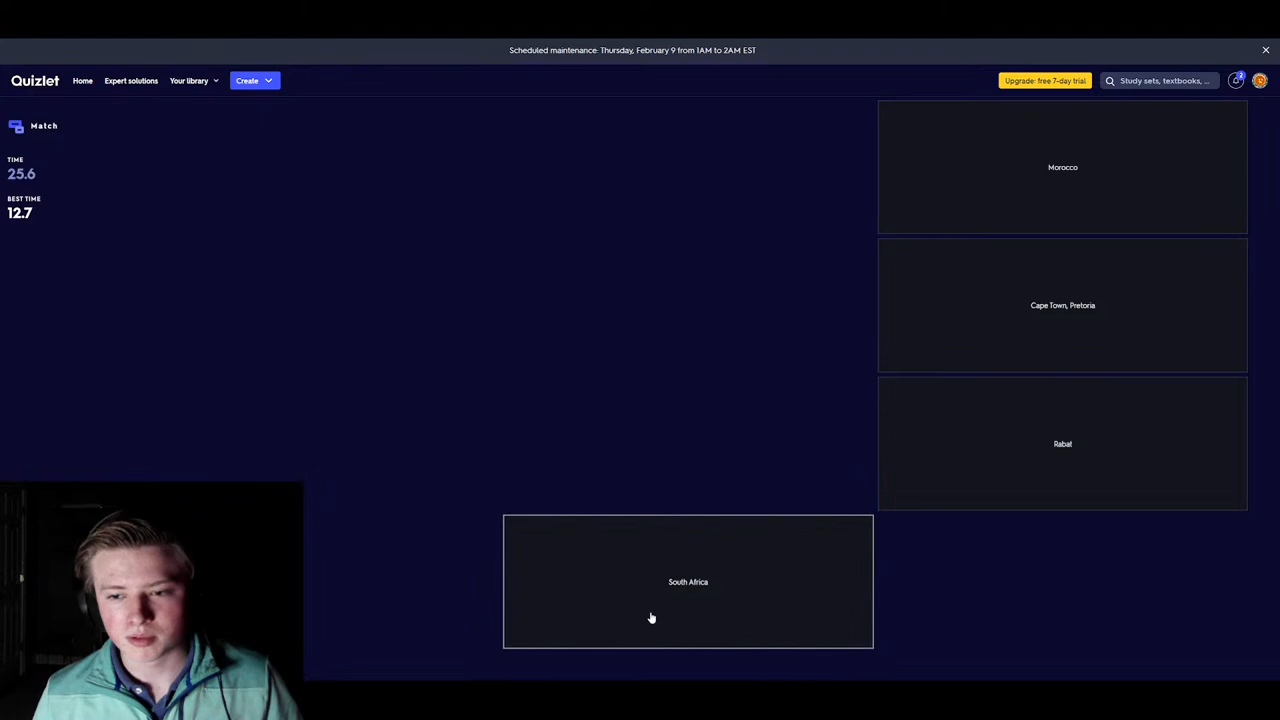 Scheduled maintenance: Thursday, February 9 from 1AM to 2AM EST
Quizlet Home Expert solutions Your library Create Upgrade: free 7-day trial Study sets, textbooks, ... 2
Match
TIME
25.6
BEST TIME
12.7
Morocco
Cape Town, Pretoria
Rabat
South Africa